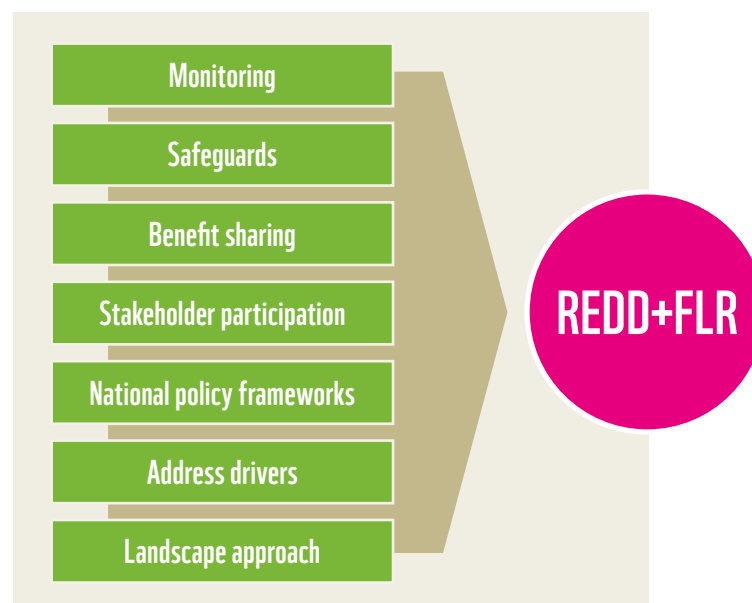 Monitoring
Safeguards
Benefit sharing
Stakeholder participation
National policy frameworks
Address drivers
Landscape approach
REDD+FLR